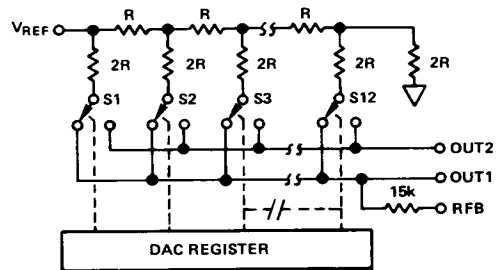 R R R
VREF
2R 2R 2R 2R 2R
S1 S2 S3 S12
OUT2
OUT1
15k
RFB
DAC REGISTER